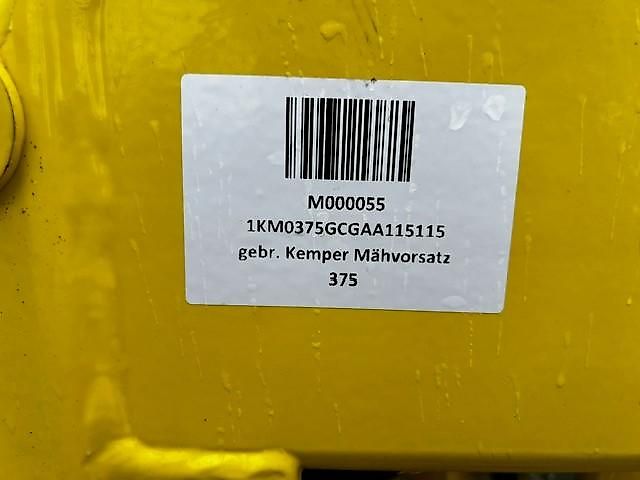 M000055
1KM0375GCGAA115115
gebr. Kemper Mähvorsatz
375